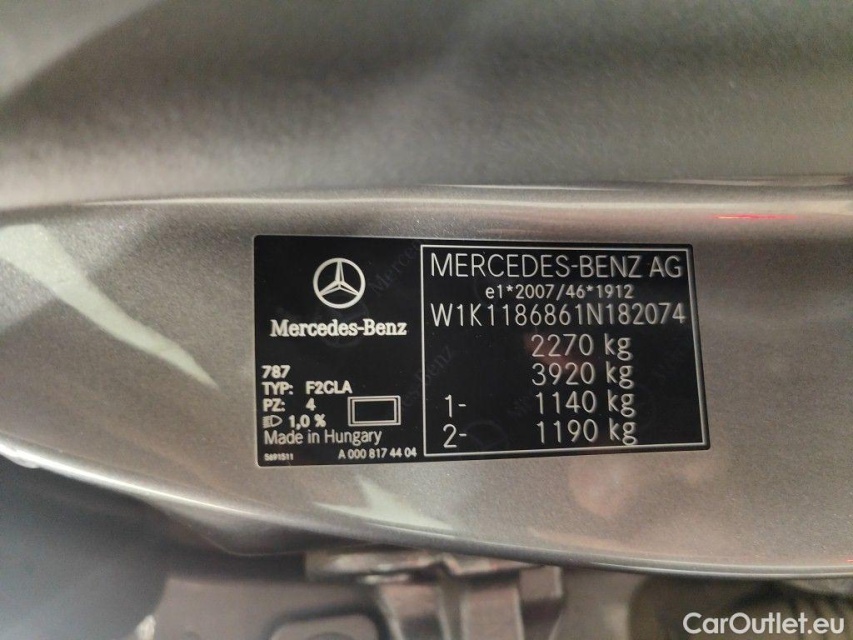 Mercedes-Benz
787
TYP: F2CLA
PZ: 4
1,0 %
Made in Hungary
5691511
A 000 817 44 04
MERCEDES-BENZ AG
e1*2007/46*1912
W1K1186861N182074
2270 kg
3920 kg
1- 1140 kg
2- 1190 kg
CarOutlet.eu